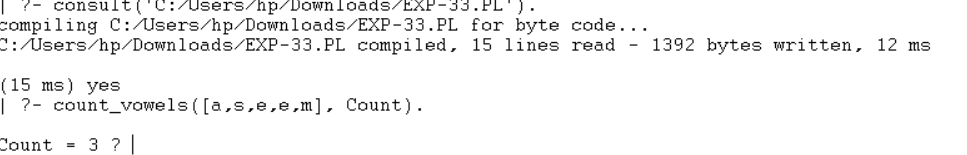 | ?- consult('C:/Users/hp/Downloads/EXP-33.PL').
compiling C:/Users/hp/Downloads/EXP-33.PL for byte code...
C:/Users/hp/Downloads/EXP-33.PL compiled, 15 lines read - 1392 bytes written, 12 ms
(15 ms) yes
| ?- count_vowels([a,s,e,e,m], Count).
Count = 3 ?